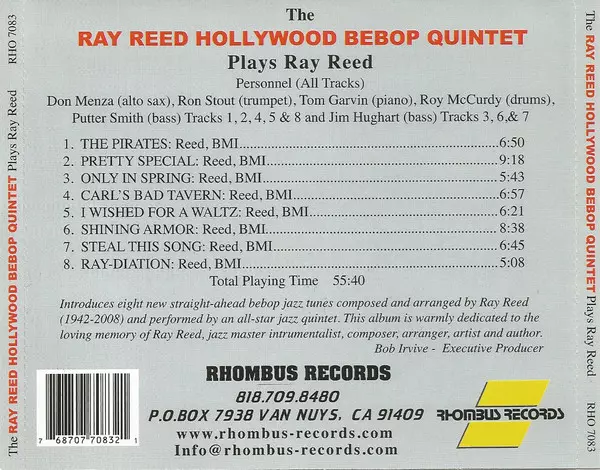 The RAY REED HOLLYWOOD BEBOP QUINTET Plays Ray Reed RHO 7083
The
RAY REED HOLLYWOOD BEBOP QUINTET
Plays Ray Reed
Personnel (All Tracks)
Don Menza (alto sax), Ron Stout (trumpet), Tom Garvin (piano), Roy McCurdy (drums),
Putter Smith (bass) Tracks 1, 2, 4, 5 & 8 and Jim Hughart (bass) Tracks 3, 6,& 7
1. THE PIRATES: Reed, BMI...6:50
2. PRETTY SPECIAL: Reed, BMI...9:18
3. ONLY IN SPRING: Reed, BMI...5:43
4. CARL'S BAD TAVERN: Reed, BMI...6:57
5. I WISHED FOR A WALTZ: Reed, BMI...6:21
6. SHINING ARMOR: Reed, BMI...8:38
7. STEAL THIS SONG: Reed, BMI...6:45
8. RAY-DIATION: Reed, BMI...5:08
Total Playing Time 55:40
Introduces eight new straight-ahead bebop jazz tunes composed and arranged by Ray Reed
(1942-2008) and performed by an all-star jazz quintet. This album is warmly dedicated to the
loving memory of Ray Reed, jazz master intrumentalist, composer, arranger, artist and author.
Bob Irvive - Executive Producer
RHOMBUS RECORDS
818.709.8480
P.O.BOX 7938 VAN NUYS, CA 91409
www.rhombus-records.com
Info@rhombus-records.com
7 68707 70832 1
RHOMBUS RECORDS
The RAY REED HOLLYWOOD BEBOP QUINTET Plays Ray Reed RHO 7083